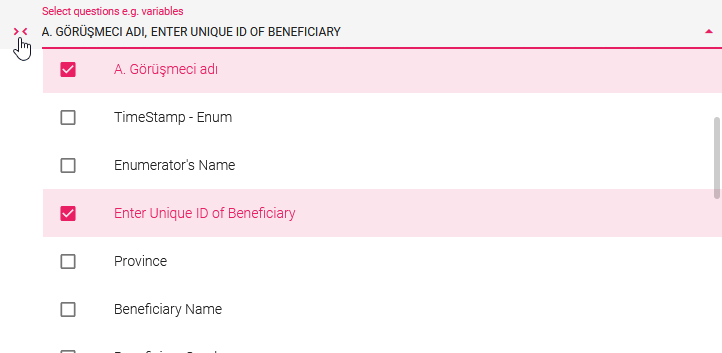 Select questions e.g. variables
A. GÖRÜŞMECI ADI, ENTER UNIQUE ID OF BENEFICIARY
A. Görüşmeci adı
TimeStamp - Enum
Enumerator's Name
Enter Unique ID of Beneficiary
Province
Beneficiary Name